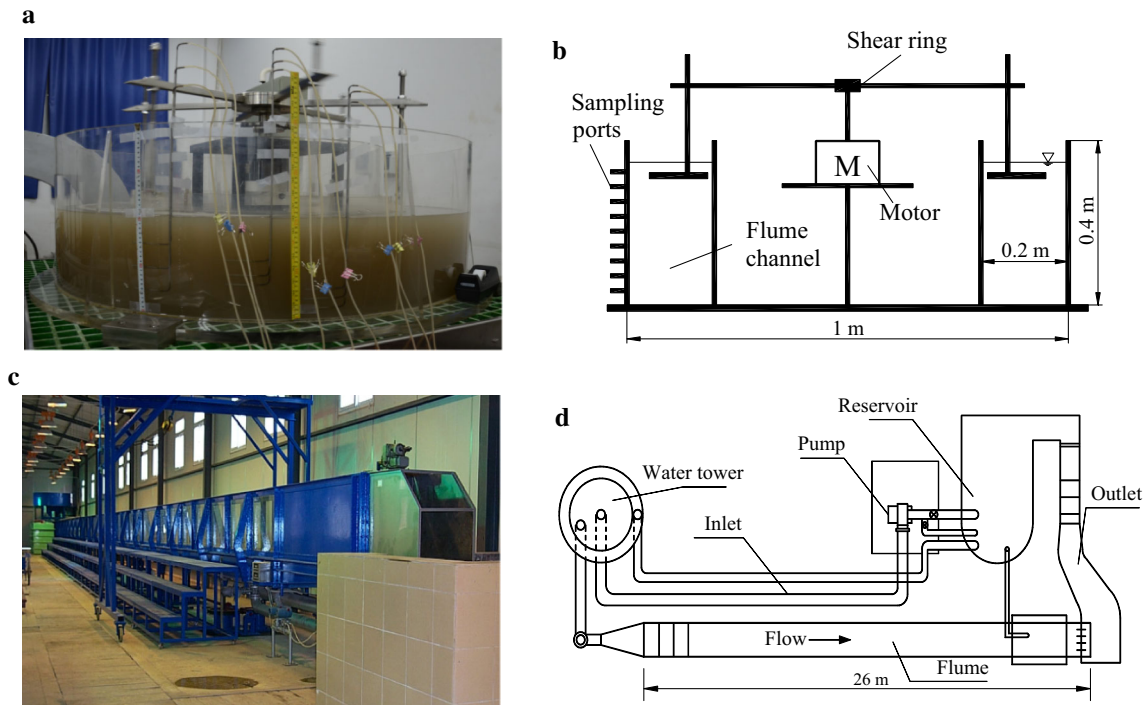 a
b
Shear ring
Sampling
ports
M
Motor
Flume
channel
0.2 m
0.4 m
1 m
c
d
Reservoir
Pump
Water tower
Inlet
Outlet
Flow
Flume
26 m